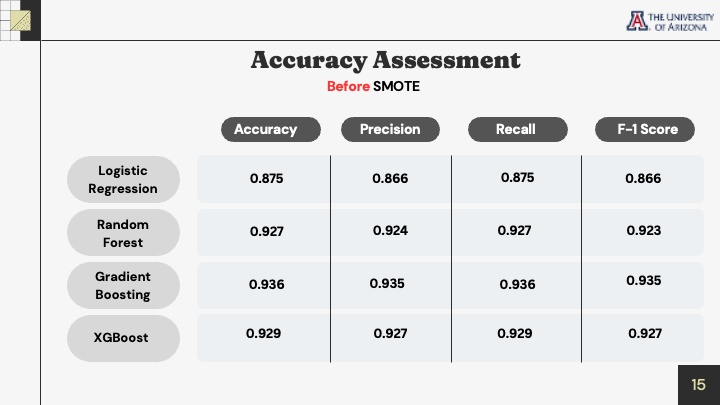 THE UNIVERSITY
OF ARIZONA
Accuracy Assessment
Before SMOTE
Accuracy Precision Recall F-1 Score
Logistic
Regression
0.875 0.866 0.875 0.866
Random
Forest
0.927 0.924 0.927 0.923
Gradient
Boosting
0.936 0.935 0.936 0.935
XGBoost 0.929 0.927 0.929 0.927
15